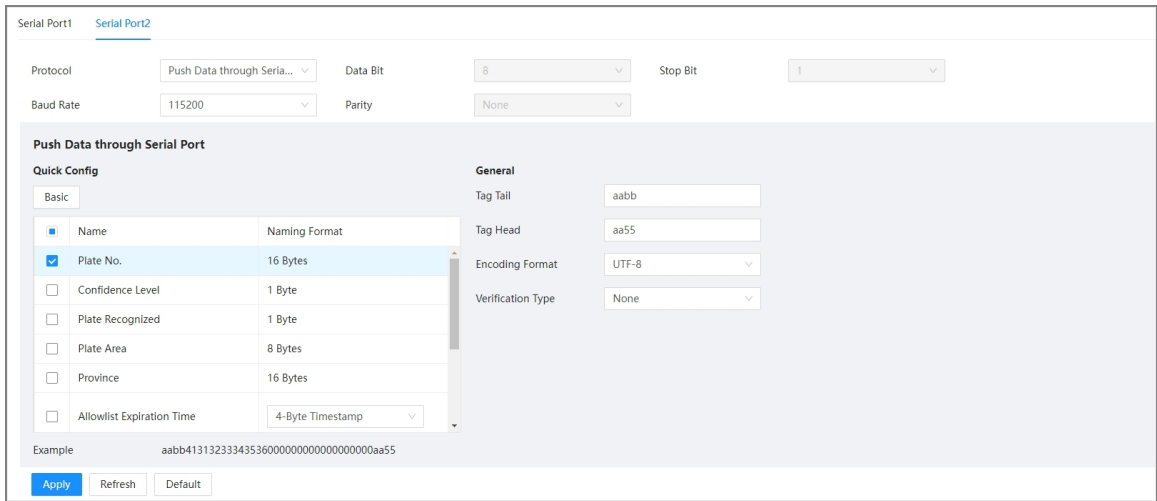 Serial Port1 Serial Port2
Protocol Push Data through Seria... Data Bit 8 Stop Bit 1
Baud Rate 115200 Parity None
Push Data through Serial Port
Quick Config General
Basic Tag Tail aabb
Name Naming Format Tag Head aa55
Plate No. 16 Bytes Encoding Format UTF-8
Confidence Level 1 Byte Verification Type None
Plate Recognized 1 Byte
Plate Area 8 Bytes
Province 16 Bytes
Allowlist Expiration Time 4-Byte Timestamp
Example aabb41313233343536000000000000000000aa55
Apply Refresh Default